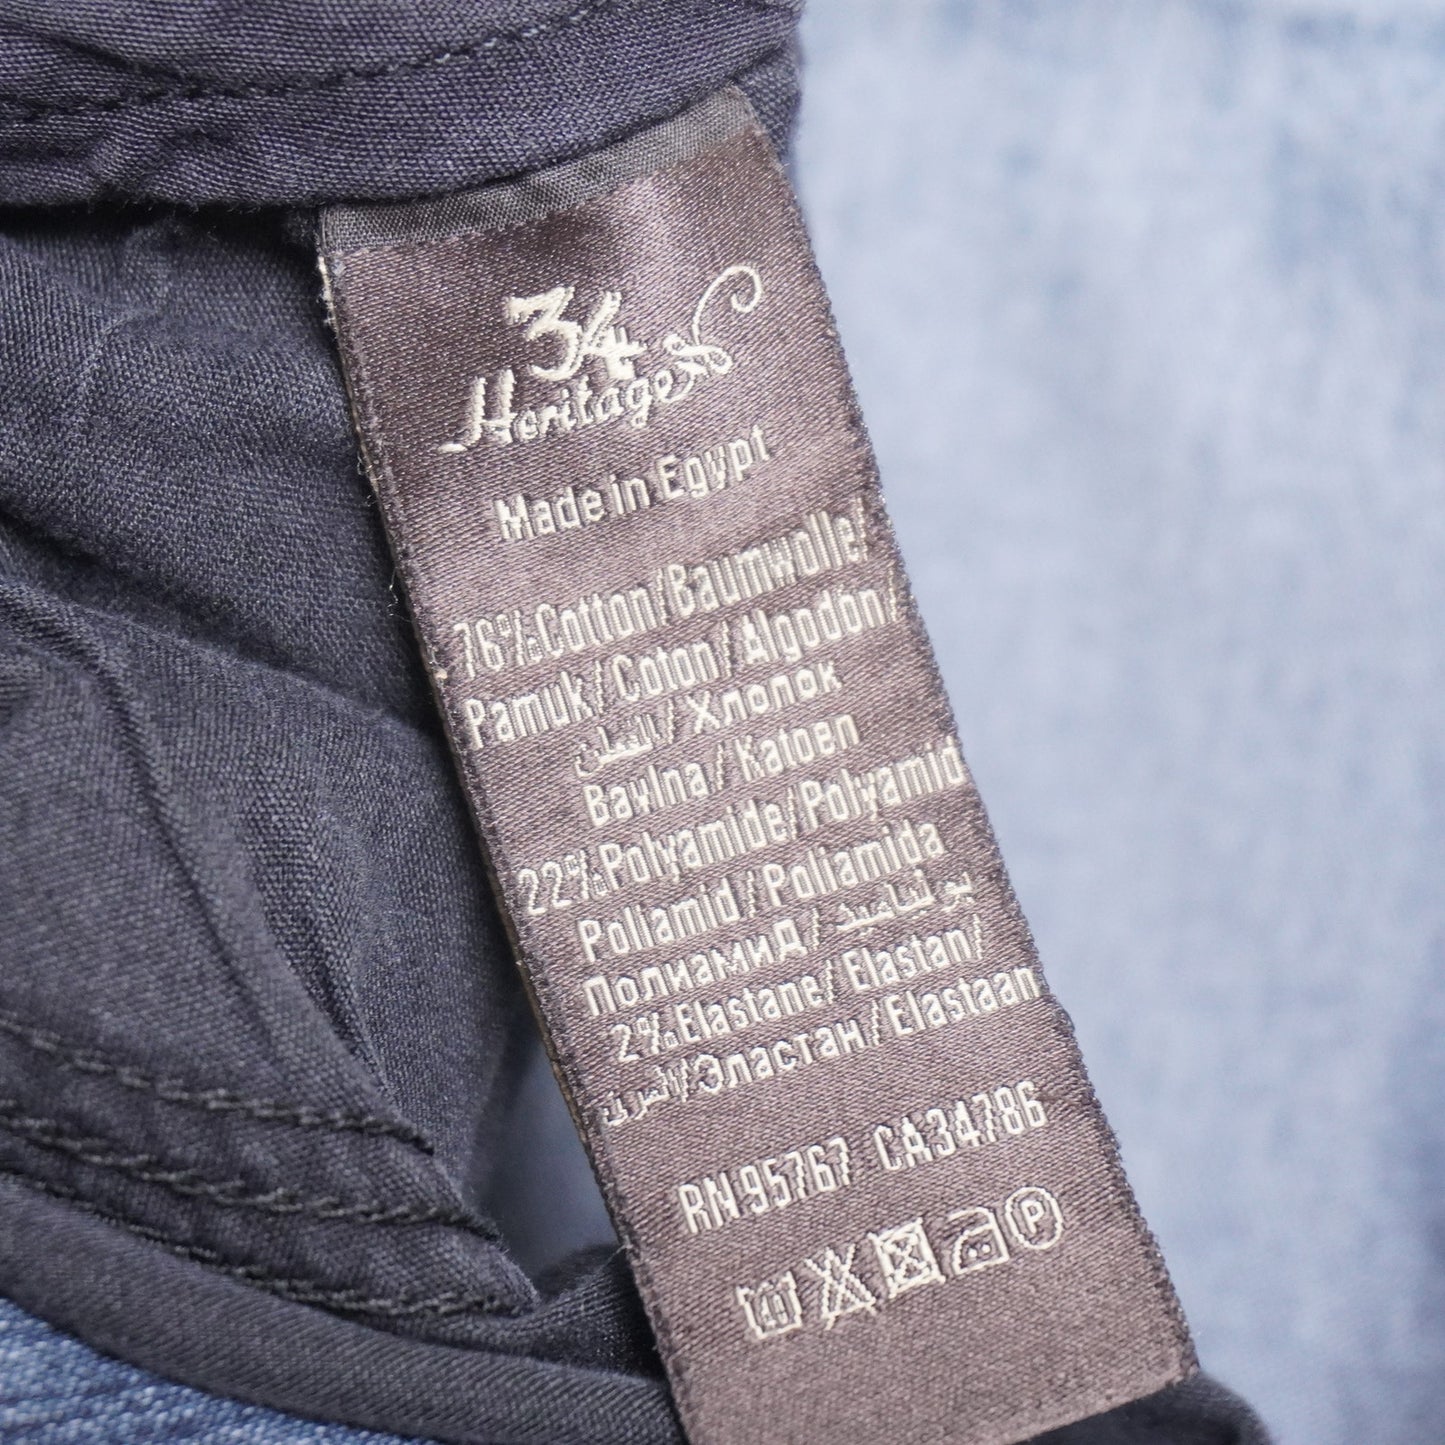 34
Heritage
Made in Egypt
76%Cotton/Baumwolle/
Pamuk/Coton/Algodon/
القطن/Хлопок
Bawlna/Katoen
22%Polyamide/Polyamid
Poliamid/Poliamida
Полиамид/بولياميد
2%Elastane/Elastan/
/Эластан/Elastaan
RN95767 CA34786
P